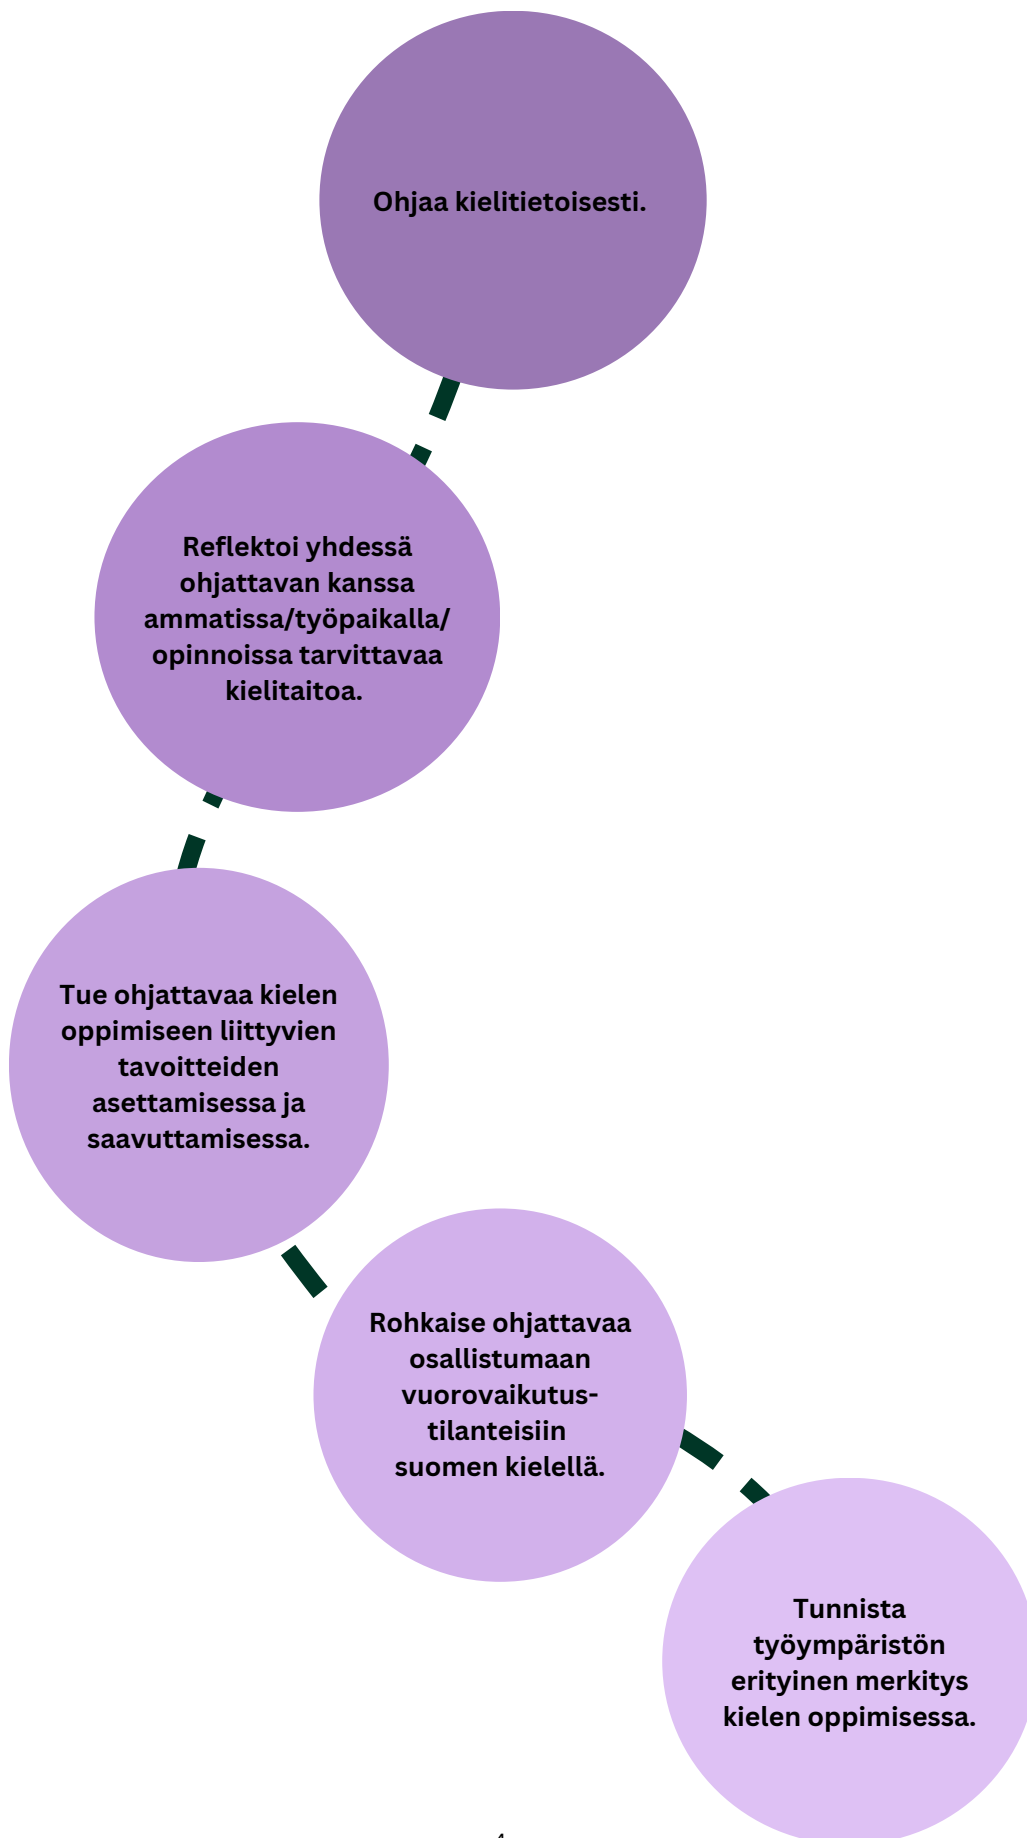 Ohjaa kielitietoisesti.
Reflektoi yhdessä
ohjattavan kanssa
ammatissa/työpaikalla/
opinnoissa tarvittavaa
kielitaitoa.
Tue ohjattavaa kielen
oppimiseen liittyvien
tavoitteiden
asettamisessa ja
saavuttamisessa.
Rohkaise ohjattavaa
osallistumaan
vuorovaikutus-
tilanteisiin
suomen kielellä.
Tunnista
työympäristön
erityinen merkitys
kielen oppimisessa.